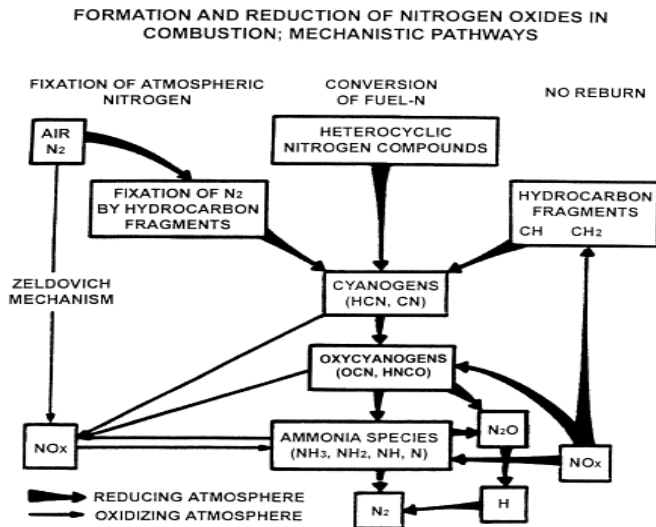 FORMATION AND REDUCTION OF NITROGEN OXIDES IN
COMBUSTION; MECHANISTIC PATHWAYS
FIXATION OF ATMOSPHERIC
NITROGEN
CONVERSION
OF FUEL-N
NO REBURN
AIR
N2
HETEROCYCLIC
NITROGEN COMPOUNDS
FIXATION OF N2
BY HYDROCARBON
FRAGMENTS
HYDROCARBON
FRAGMENTS
CH CH2
ZELDOVICH
MECHANISM
CYANOGENS
(HCN, CN)
OXYCYANOGENS
(OCN, HNCO)
NOx
AMMONIA SPECIES
(NH3, NH2, NH, N)
N2O
NOx
REDUCING ATMOSPHERE
OXIDIZING ATMOSPHERE
N2
H